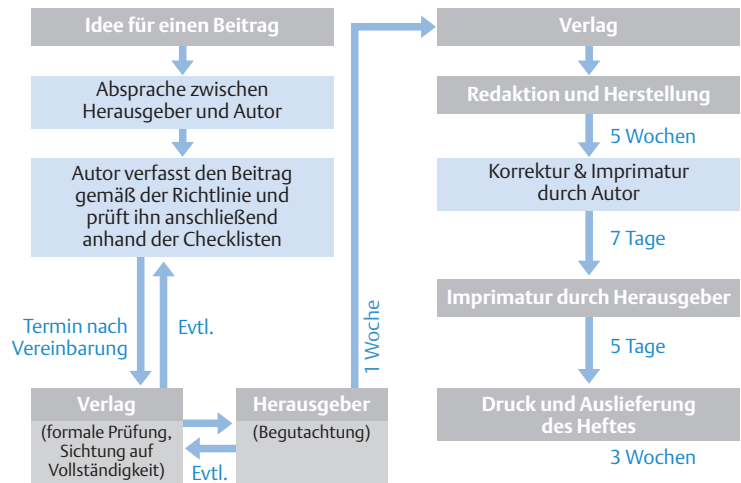 Idee für einen Beitrag
Absprache zwischen
Herausgeber und Autor
Autor verfasst den Beitrag
gemäß der Richtlinie und
prüft ihn anschließend
anhand der Checklisten
Termin nach
Vereinbarung
Evtl.
Verlag
(formale Prüfung,
Sichtung auf
Vollständigkeit)
Evtl.
Herausgeber
(Begutachtung)
1 Woche
Verlag
Redaktion und Herstellung
5 Wochen
Korrektur & Imprimatur
durch Autor
7 Tage
Imprimatur durch Herausgeber
5 Tage
Druck und Auslieferung
des Heftes
3 Wochen